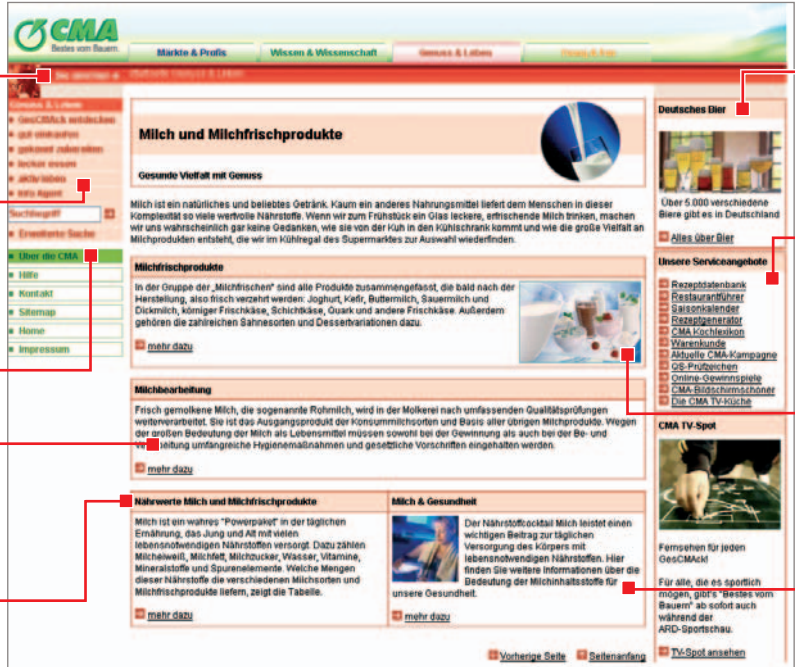 CMA
Bestes vom Bauern.
Märkte & Profis
Wissen & Wissenschaft
Genuss & Leben
Startseite Genuss & Leben
Genuss & Leben
GesCMAck entdecken
gut einkaufen
gekonnt zubereiten
lecker essen
aktiv leben
Info Agent
Suchbegriff
Erweiterte Suche
Über die CMA
Hilfe
Kontakt
Sitemap
Home
Impressum
Milch und Milchfrischprodukte
Gesunde Vielfalt mit Genuss
Milch ist ein natürliches und beliebtes Getränk. Kaum ein anderes Nahrungsmittel liefert dem Menschen in dieser
Komplexität so viele wertvolle Nährstoffe. Wenn wir zum Frühstück ein Glas leckere, erfrischende Milch trinken, machen
wir uns wahrscheinlich gar keine Gedanken, wie sie von der Kuh in den Kühlschrank kommt und wie die große Vielfalt an
Milchprodukten entsteht, die wir im Kühlregal des Supermarktes zur Auswahl wiederfinden.
Milchfrischprodukte
In der Gruppe der „Milchfrischen" sind alle Produkte zusammengefasst, die bald nach der
Herstellung, also frisch verzehrt werden: Joghurt, Kefir, Buttermilch, Sauermilch und
Dickmilch, körniger Frischkäse, Schichtkäse, Quark und andere Frischkäse. Außerdem
gehören die zahlreichen Sahnesorten und Dessertvariationen dazu.
mehr dazu
Milchbearbeitung
Frisch gemolkene Milch, die sogenannte Rohmilch, wird in der Molkerei nach umfassenden Qualitätsprüfungen
weiterverarbeitet. Sie ist das Ausgangsprodukt der Konsummilchsorten und Basis aller übrigen Milchprodukte. Wegen
der großen Bedeutung der Milch als Lebensmittel müssen sowohl bei der Gewinnung als auch bei der Be- und
Verarbeitung umfangreiche Hygienemaßnahmen und gesetzliche Vorschriften eingehalten werden.
mehr dazu
Nährwerte Milch und Milchfrischprodukte
Milch ist ein wahres "Powerpaket" in der täglichen
Ernährung, das Jung und Alt mit vielen
lebensnotwendigen Nährstoffen versorgt. Dazu zählen
Milcheiweiß, Milchfett, Milchzucker, Wasser, Vitamine,
Mineralstoffe und Spurenelemente. Welche Mengen
dieser Nährstoffe die verschiedenen Milchsorten und
Milchfrischprodukte liefern, zeigt die Tabelle.
mehr dazu
Milch & Gesundheit
Der Nährstoffcocktail Milch leistet einen
wichtigen Beitrag zur täglichen
Versorgung des Körpers mit
lebensnotwendigen Nährstoffen. Hier
finden Sie weitere Informationen über die
Bedeutung der Milchinhaltsstoffe für
unsere Gesundheit.
mehr dazu
Vorherige Seite
Seitenanfang
Deutsches Bier
Über 5.000 verschiedene
Biere gibt es in Deutschland
Alles über Bier
Unsere Serviceangebote
Rezeptdatenbank
Restaurantführer
Saisonkalender
Rezeptgenerator
CMA Kochlexikon
Warenkunde
Aktuelle CMA-Kampagne
QS-Prüfzeichen
Online-Gewinnspiele
CMA-Bildschirmschoner
Die CMA TV-Küche
CMA TV-Spot
Fernsehen für jeden
GesCMAck!
Für alle, die es sportlich
mögen, gibt's "Bestes vom
Bauern" ab sofort auch
während der
ARD-Sportschau.
TV-Spot ansehen